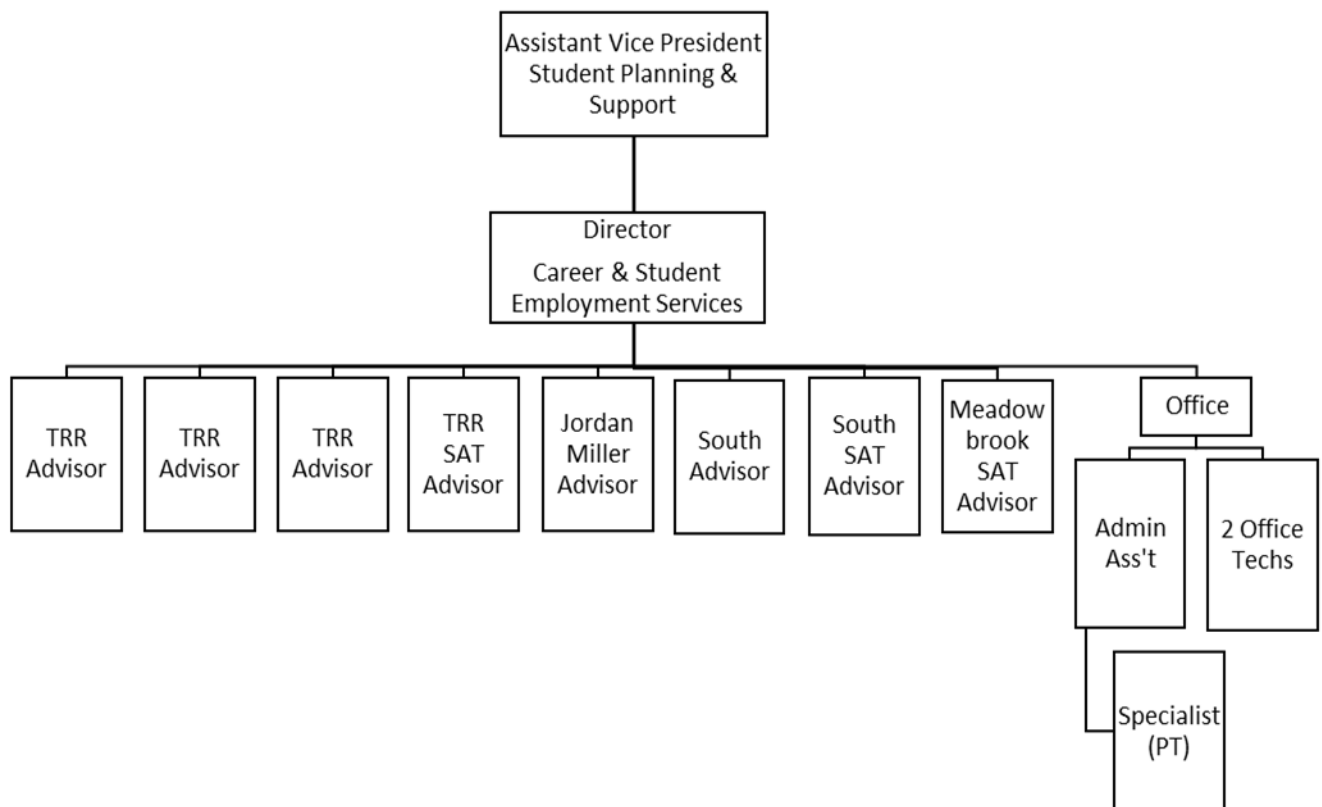 Assistant Vice President
Student Planning &
Support
Director
Career & Student
Employment Services
TRR
Advisor
TRR
Advisor
TRR
Advisor
TRR
SAT
Advisor
Jordan
Miller
Advisor
South
Advisor
South
SAT
Advisor
Meadow
brook
SAT
Advisor
Office
Admin
Ass't
2 Office
Techs
Specialist
(PT)